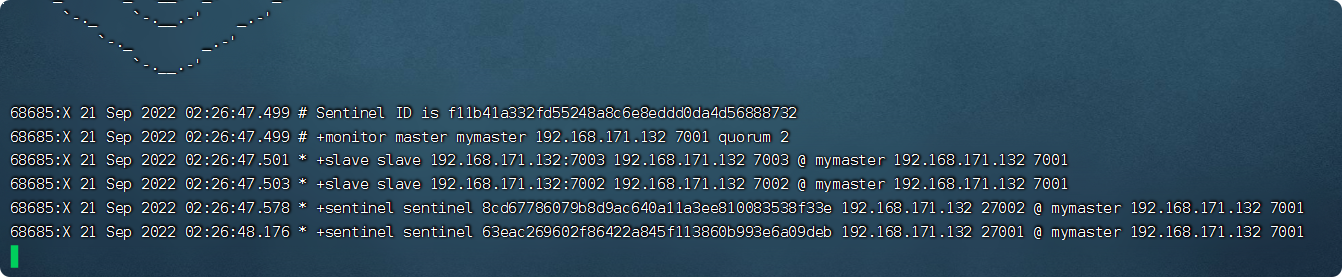 68685:X 21 Sep 2022 02:26:47.499 # Sentinel ID is f11b41a332fd55248a8c6e8eddd0da4d56888732
68685:X 21 Sep 2022 02:26:47.499 # +monitor master mymaster 192.168.171.132 7001 quorum 2
68685:X 21 Sep 2022 02:26:47.501 * +slave slave 192.168.171.132:7003 192.168.171.132 7003 @ mymaster 192.168.171.132 7001
68685:X 21 Sep 2022 02:26:47.503 * +slave slave 192.168.171.132:7002 192.168.171.132 7002 @ mymaster 192.168.171.132 7001
68685:X 21 Sep 2022 02:26:47.578 * +sentinel sentinel 8cd67786079b8d9ac640a11a3ee810083538f33e 192.168.171.132 27002 @ mymaster 192.168.171.132 7001
68685:X 21 Sep 2022 02:26:48.176 * +sentinel sentinel 63eac269602f86422a845f113860b993e6a09deb 192.168.171.132 27001 @ mymaster 192.168.171.132 7001